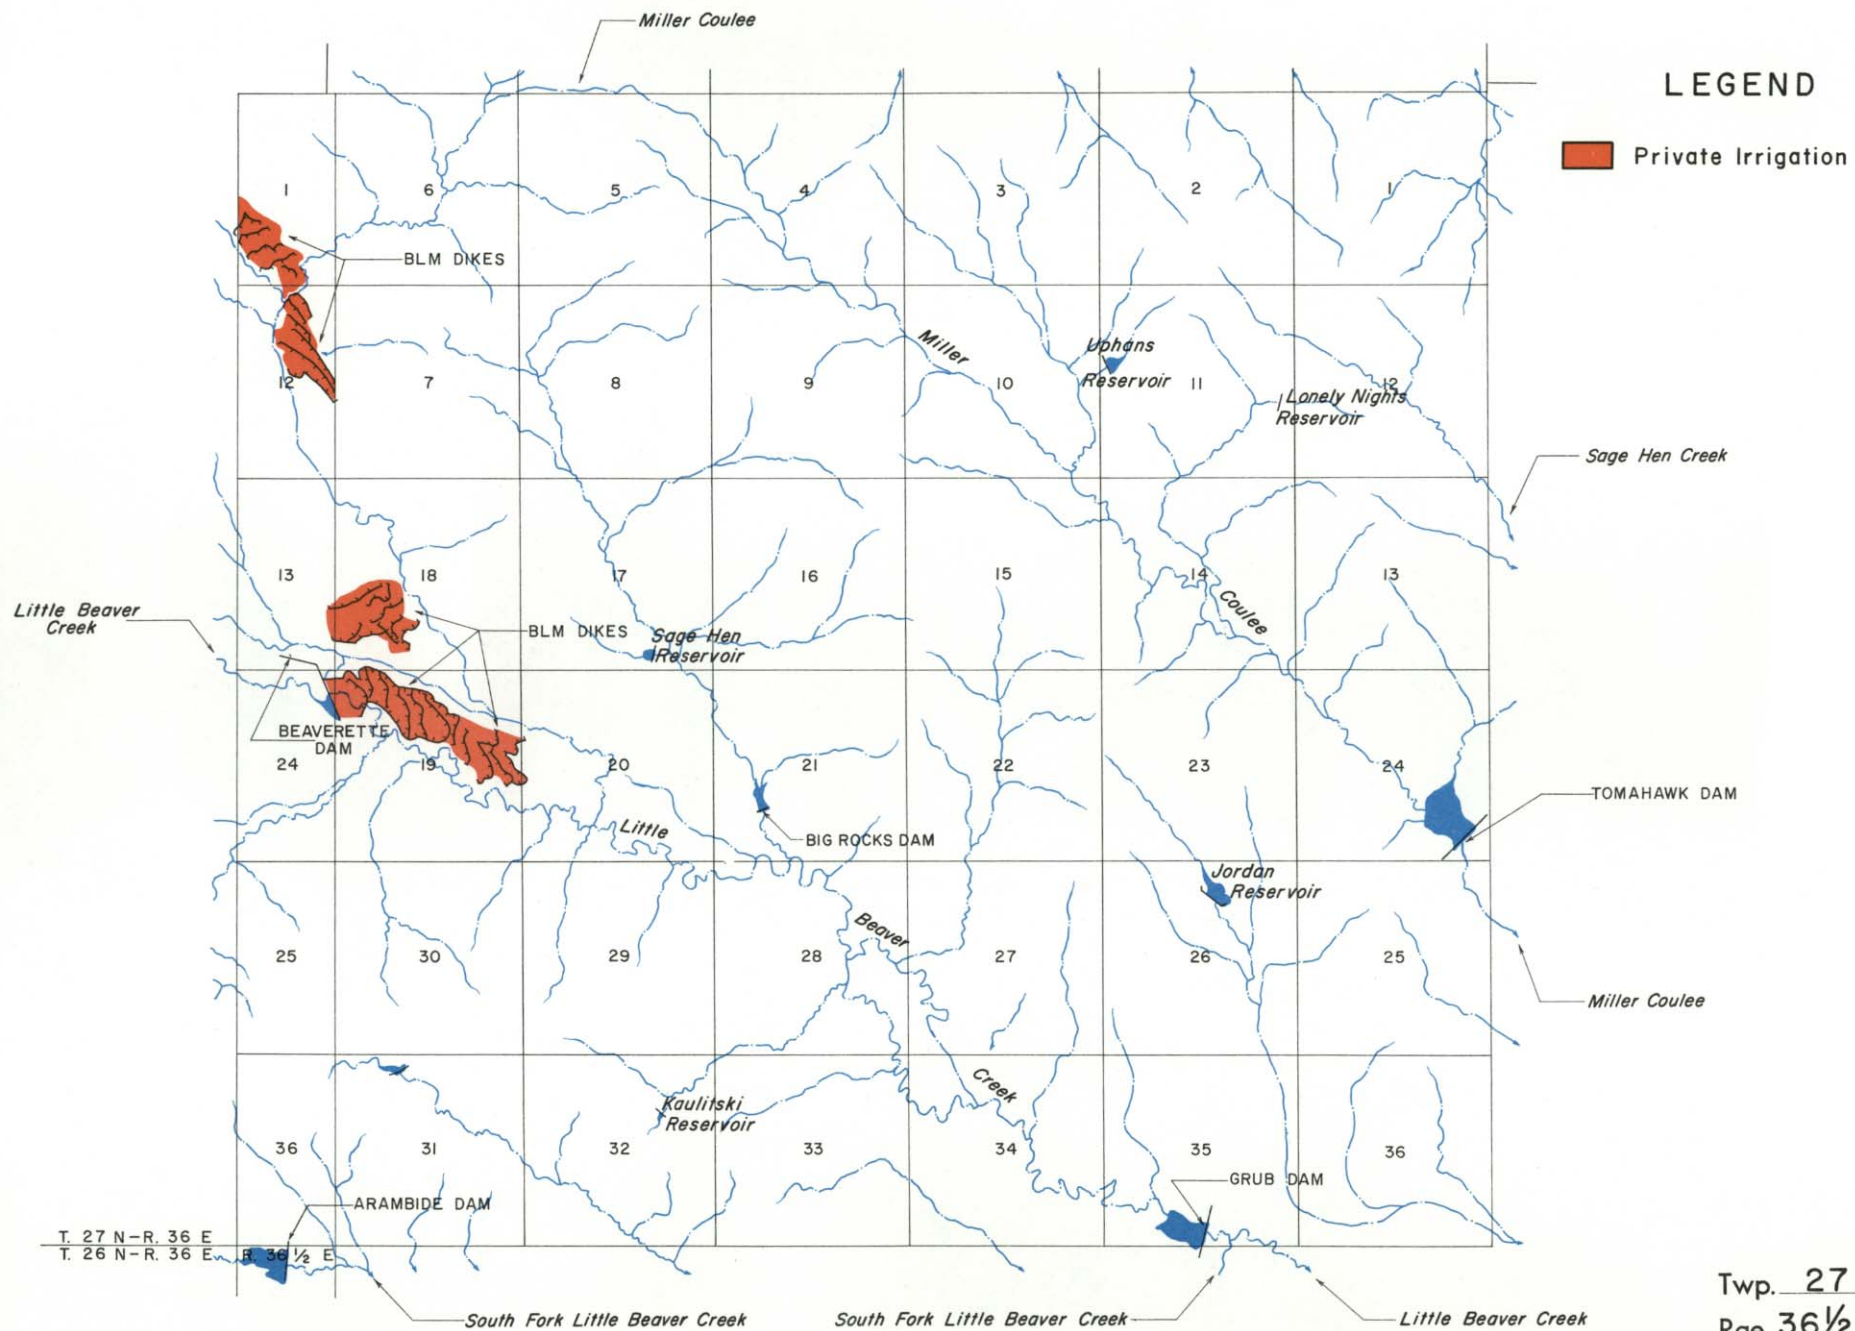 Miller Coulee
LEGEND
Private Irrigation
1
6
5
4
3
2
1
BLM DIKES
Miller
Uphans
Reservoir
12
7
8
9
10
11
12
Lonely Nights
Reservoir
Sage Hen Creek
13
18
17
16
15
14
13
Coulee
Little Beaver
Creek
BLM DIKES
Sage Hen
Reservoir
BEAVERETTE
DAM
24
19
20
21
22
23
24
TOMAHAWK DAM
Little
BIG ROCKS DAM
Jordan
Reservoir
Beaver
25
30
29
28
27
26
25
Miller Coulee
Creek
Kaulitski
Reservoir
36
31
32
33
34
35
36
GRUB DAM
ARAMBIDE DAM
T. 27 N-R. 36 E
T. 26 N-R. 36 E R. 36 ½ E
South Fork Little Beaver Creek
South Fork Little Beaver Creek
Little Beaver Creek
Twp. 27
Rge. 36½